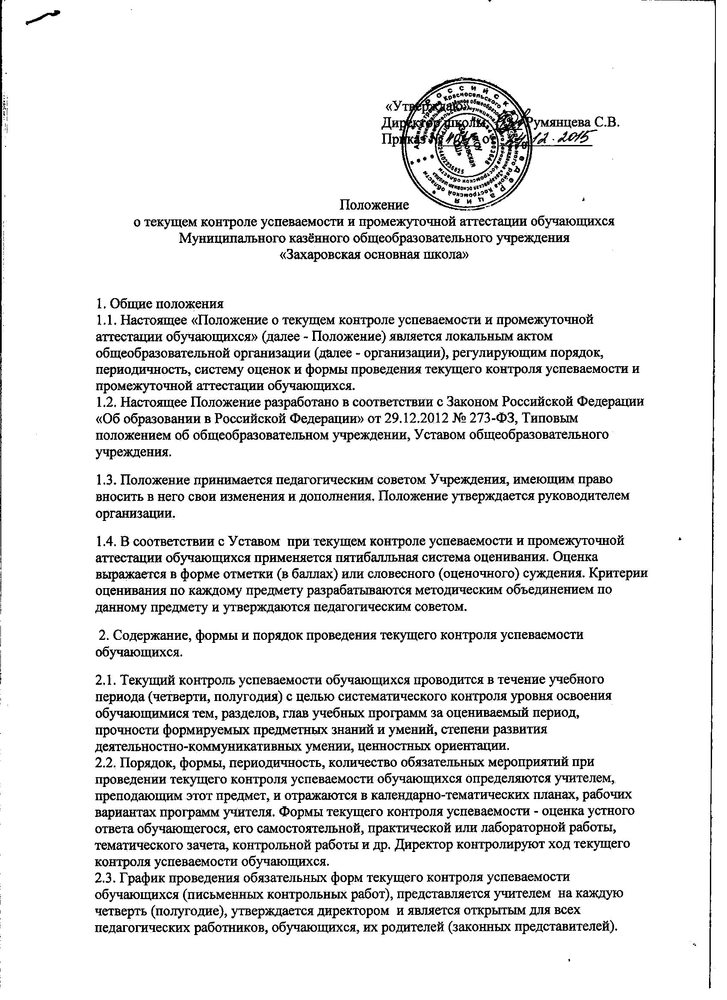 «Утверждаю»
Директор школы: Румянцева С.В.
Приказ № от 12.2015
МКОУ
«Захаровская
ОШ»
Положение
о текущем контроле успеваемости и промежуточной аттестации обучающихся
Муниципального казённого общеобразовательного учреждения
«Захаровская основная школа»
1. Общие положения
1.1. Настоящее «Положение о текущем контроле успеваемости и промежуточной
аттестации обучающихся» (далее - Положение) является локальным актом
общеобразовательной организации (далее - организации), регулирующим порядок,
периодичность, систему оценок и формы проведения текущего контроля успеваемости и
промежуточной аттестации обучающихся.
1.2. Настоящее Положение разработано в соответствии с Законом Российской Федерации
«Об образовании в Российской Федерации» от 29.12.2012 № 273-ФЗ, Типовым
положением об общеобразовательном учреждении, Уставом общеобразовательного
учреждения.
1.3. Положение принимается педагогическим советом Учреждения, имеющим право
вносить в него свои изменения и дополнения. Положение утверждается руководителем
организации.
1.4. В соответствии с Уставом при текущем контроле успеваемости и промежуточной
аттестации обучающихся применяется пятибалльная система оценивания. Оценка
выражается в форме отметки (в баллах) или словесного (оценочного) суждения. Критерии
оценивания по каждому предмету разрабатываются методическим объединением по
данному предмету и утверждаются педагогическим советом.
2. Содержание, формы и порядок проведения текущего контроля успеваемости
обучающихся.
2.1. Текущий контроль успеваемости обучающихся проводится в течение учебного
периода (четверти, полугодия) с целью систематического контроля уровня освоения
обучающимися тем, разделов, глав учебных программ за оцениваемый период,
прочности формируемых предметных знаний и умений, степени развития
деятельностно-коммуникативных умении, ценностных ориентации.
2.2. Порядок, формы, периодичность, количество обязательных мероприятий при
проведении текущего контроля успеваемости обучающихся определяются учителем,
преподающим этот предмет, и отражаются в календарно-тематических планах, рабочих
вариантах программ учителя. Формы текущего контроля успеваемости - оценка устного
ответа обучающегося, его самостоятельной, практической или лабораторной работы,
тематического зачета, контрольной работы и др. Директор контролируют ход текущего
контроля успеваемости обучающихся.
2.3. График проведения обязательных форм текущего контроля успеваемости
обучающихся (письменных контрольных работ), представляется учителем на каждую
четверть (полугодие), утверждается директором и является открытым для всех
педагогических работников, обучающихся, их родителей (законных представителей).